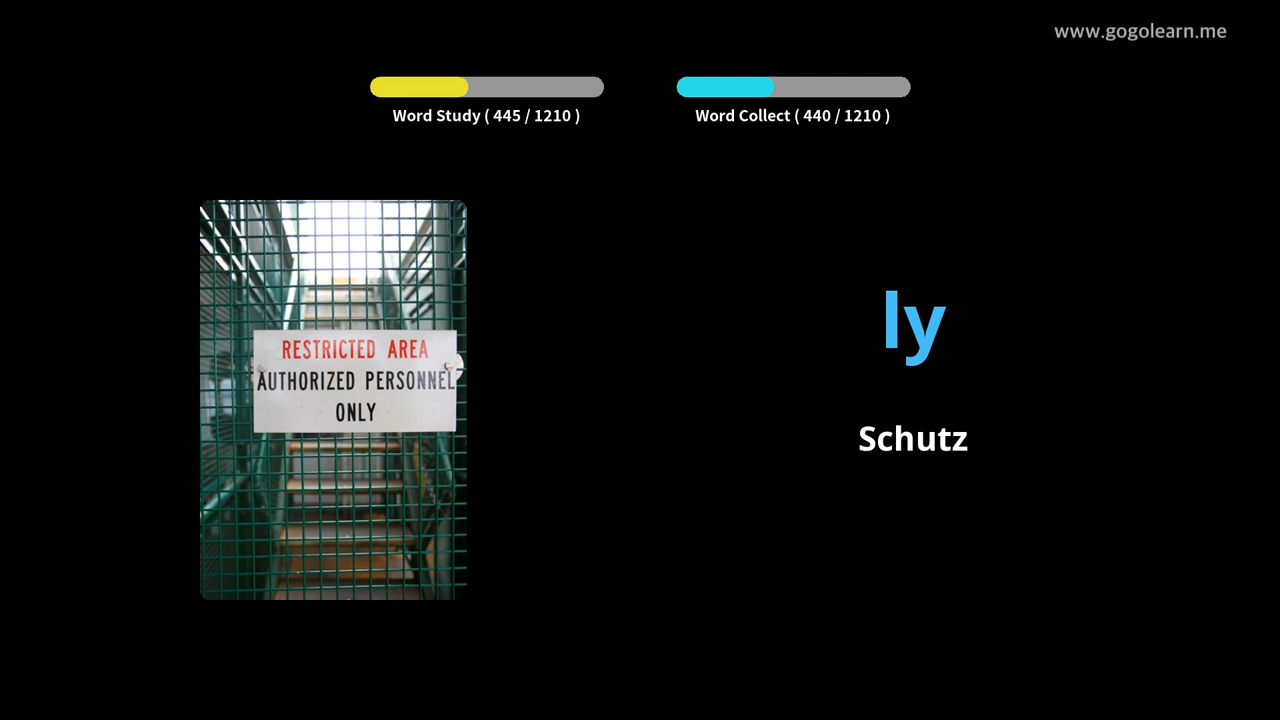 www.gogolearn.me
Word Study ( 445 / 1210 )
Word Collect ( 440 / 1210 )
RESTRICTED AREA
AUTHORIZED PERSONNEL
ONLY
ly
Schutz